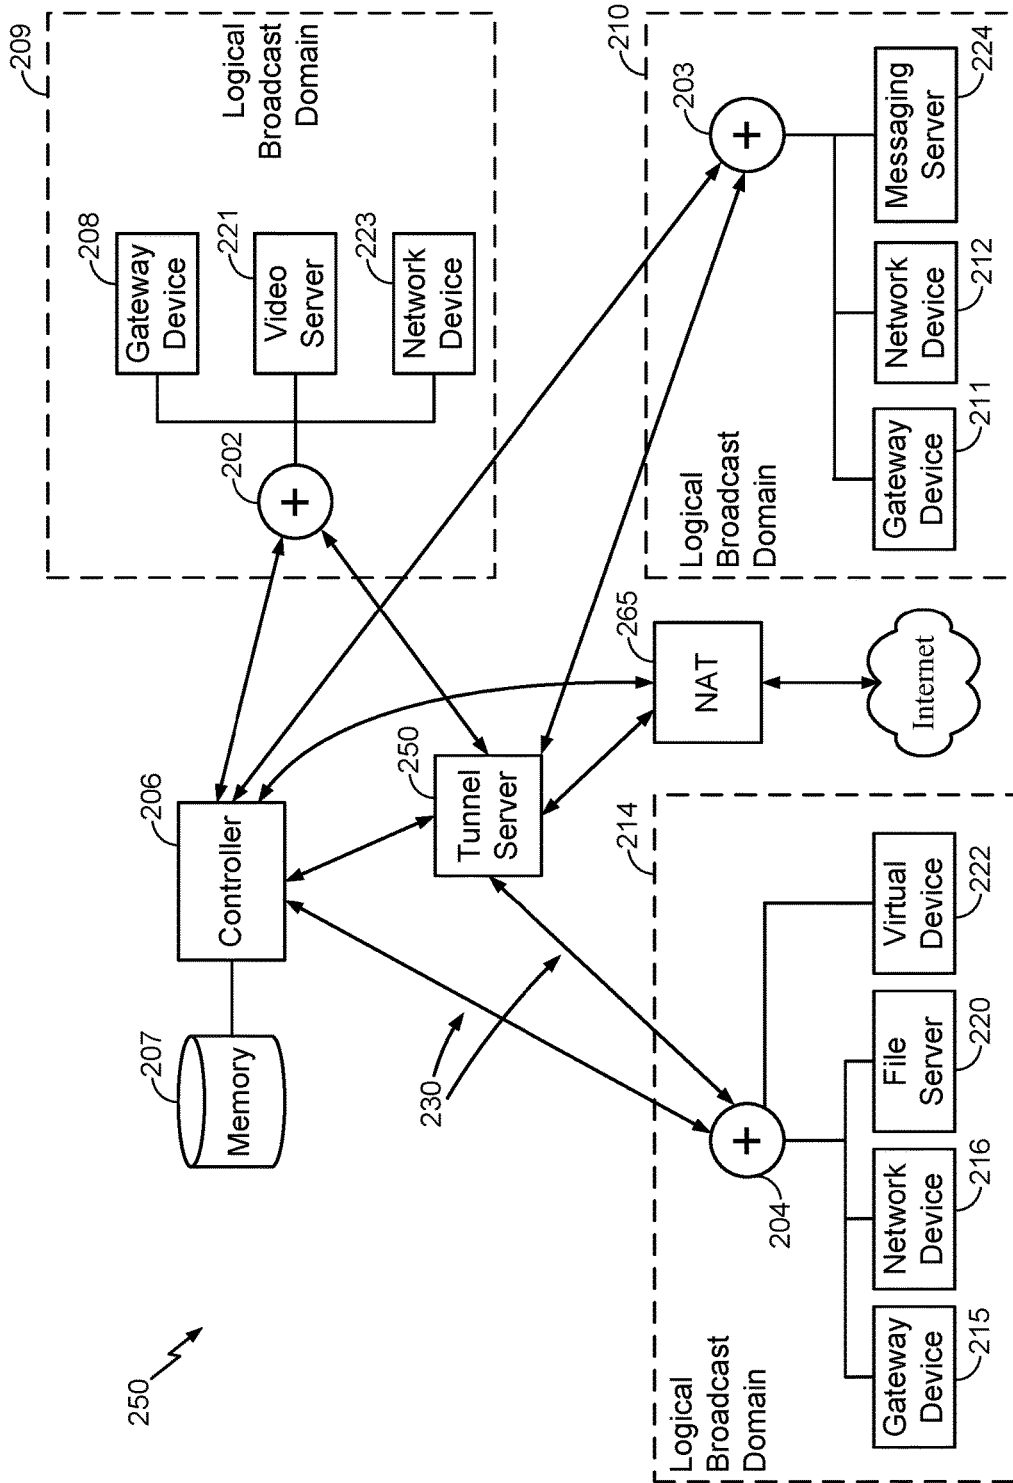 250
207
Memory
206
Controller
202
208
Gateway
Device
221
Video
Server
223
Network
Device
Logical
Broadcast
Domain
209
230
250
Tunnel
Server
265
NAT
Internet
214
Logical
Broadcast
Domain
204
Gateway
Device
215
Network
Device
216
File
Server
220
Virtual
Device
222
210
Logical
Broadcast
Domain
203
Gateway
Device
211
Network
Device
212
Messaging
Server
224